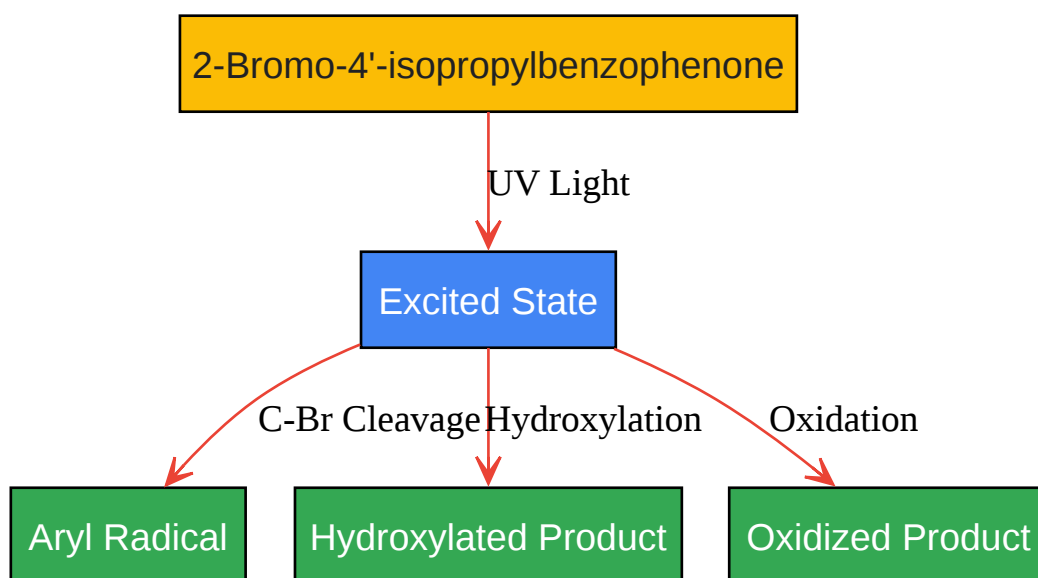 2-Bromo-4'-isopropylbenzophenone
UV Light
Excited State
C-Br Cleavage
Hydroxylation
Oxidation
Aryl Radical
Hydroxylated Product
Oxidized Product